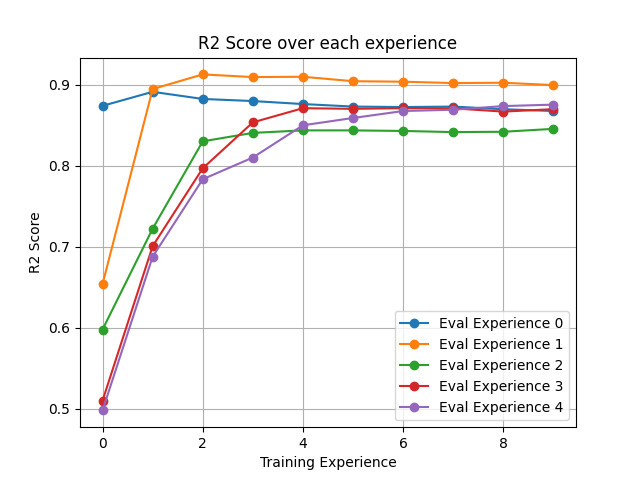 R2 Score over each experience
R2 Score
0.9
0.8
0.7
0.6
0.5
Eval Experience 0
Eval Experience 1
Eval Experience 2
Eval Experience 3
Eval Experience 4
0 2 4 6 8
Training Experience